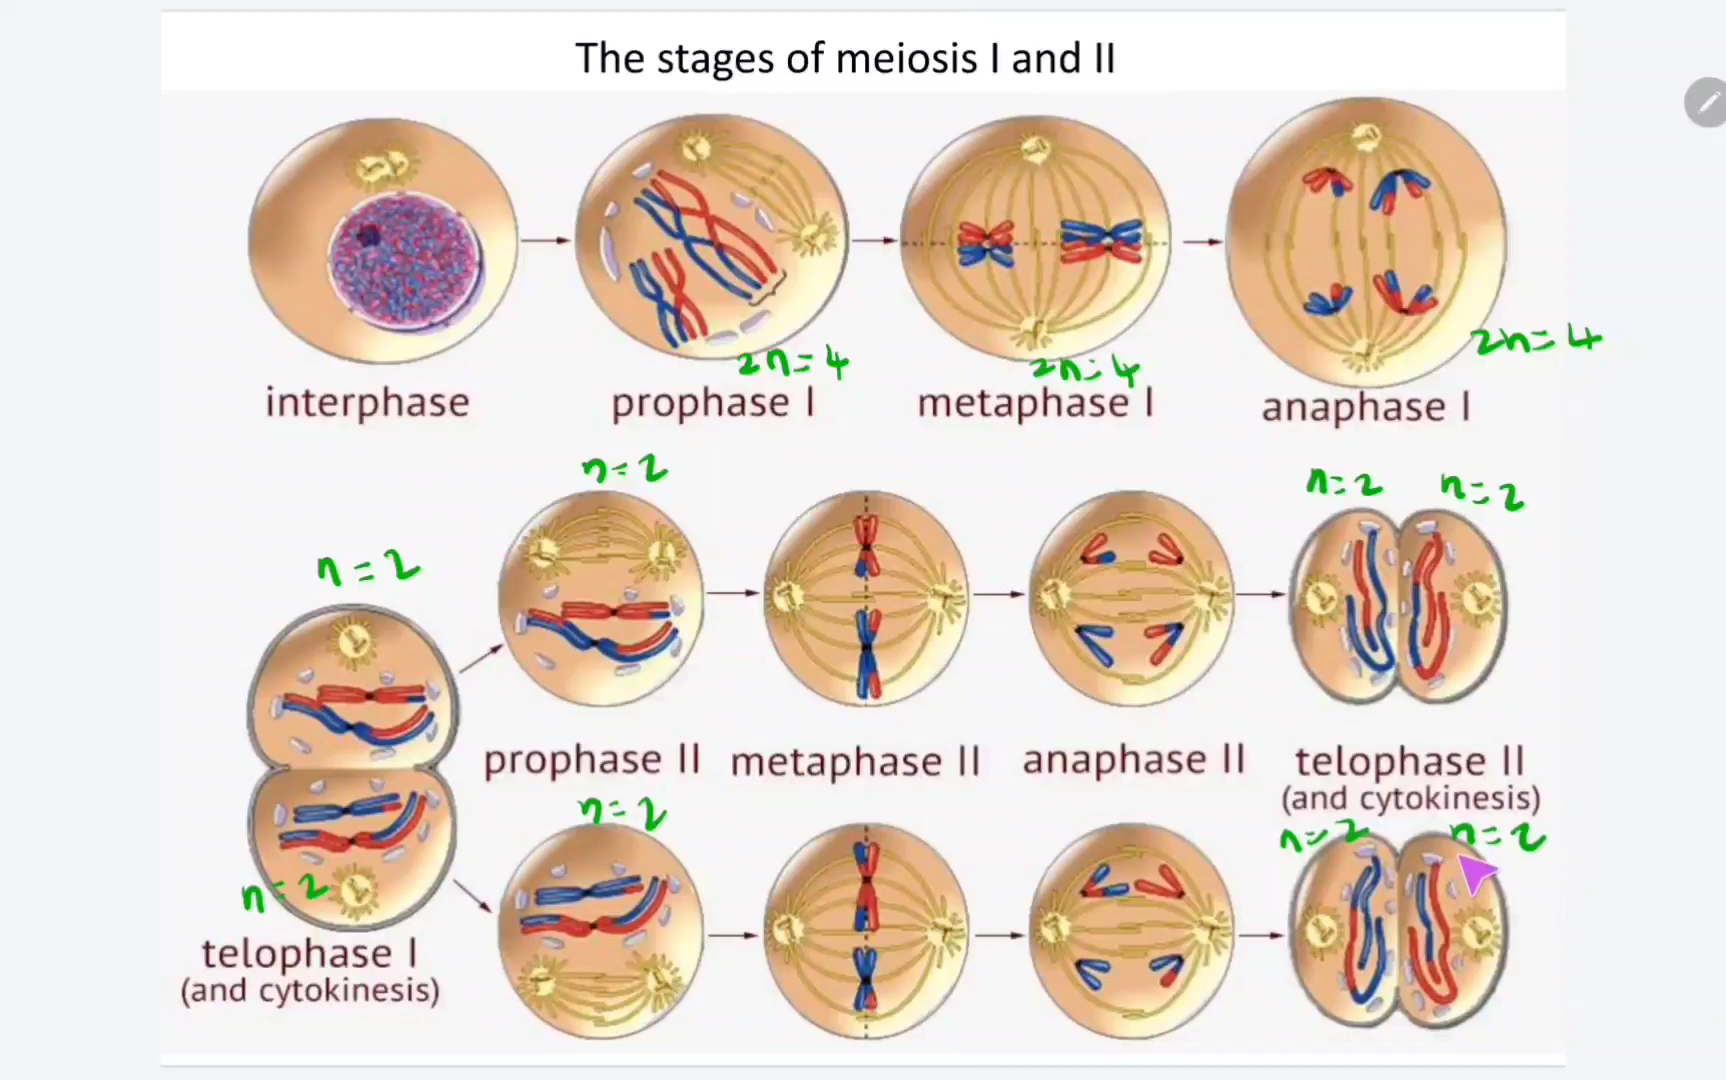 The stages of meiosis I and II
2n=4
2n=4
2n=4
interphase
prophase I
metaphase I
anaphase I
n=2
n=2
n=2
n=2
prophase II
metaphase II
anaphase II
telophase II
(and cytokinesis)
n=2
n=2
n=2
n=2
telophase I
(and cytokinesis)